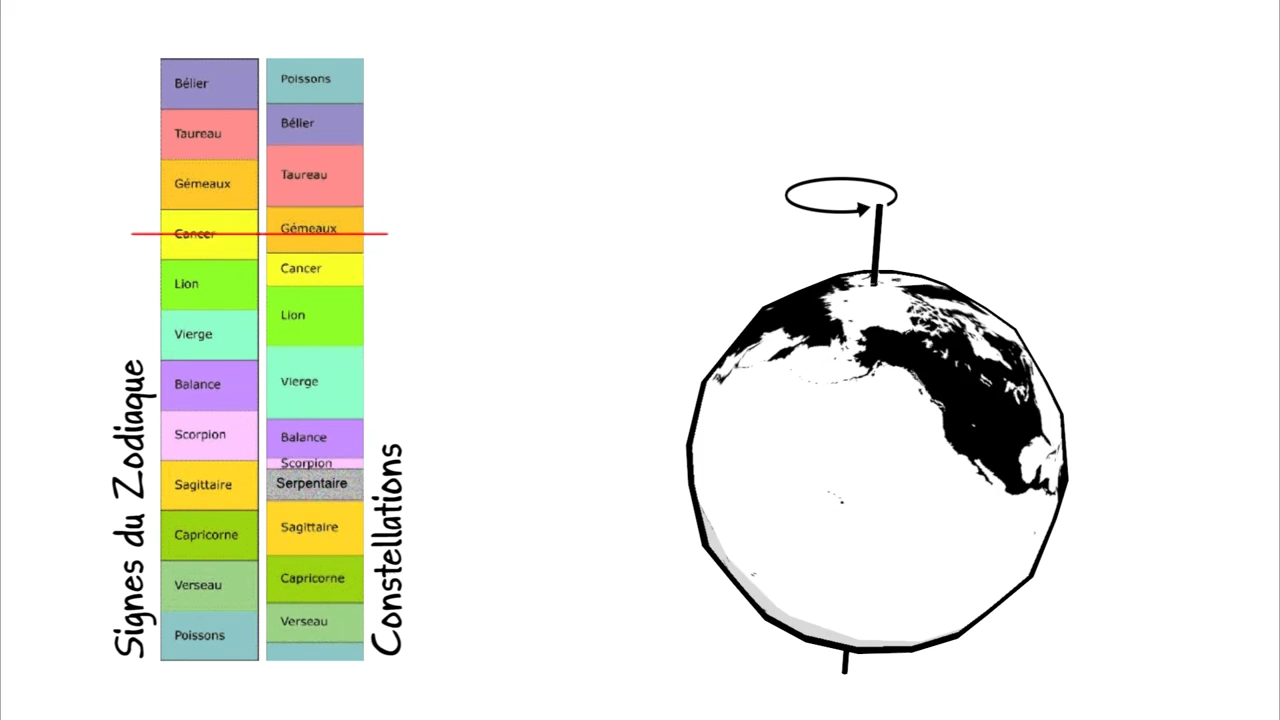 Signes du Zodiaque
Bélier
Taureau
Gémeaux
Cancer
Lion
Vierge
Balance
Scorpion
Sagittaire
Capricorne
Verseau
Poissons
Poissons
Bélier
Taureau
Gémeaux
Cancer
Lion
Vierge
Balance
Scorpion
Serpentaire
Sagittaire
Capricorne
Verseau
Constellations